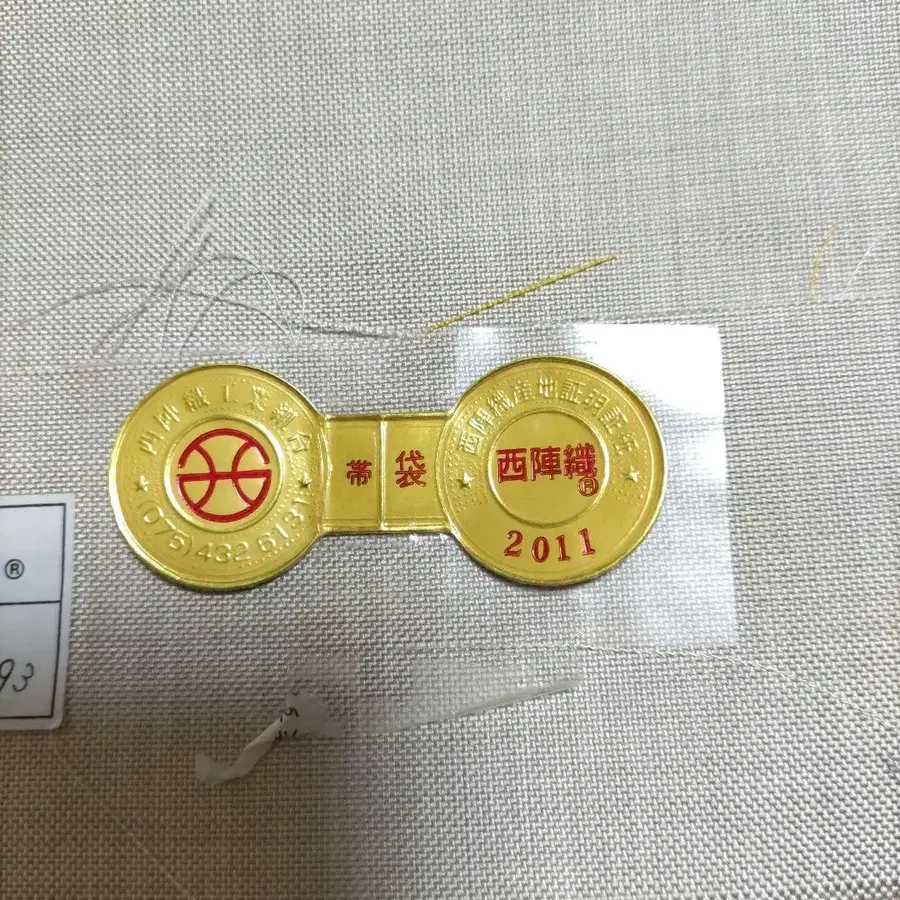 西陣織工業組合
(075)432 6131
帯
袋
西陣織産地証明証紙
西陣織
2011
®
93